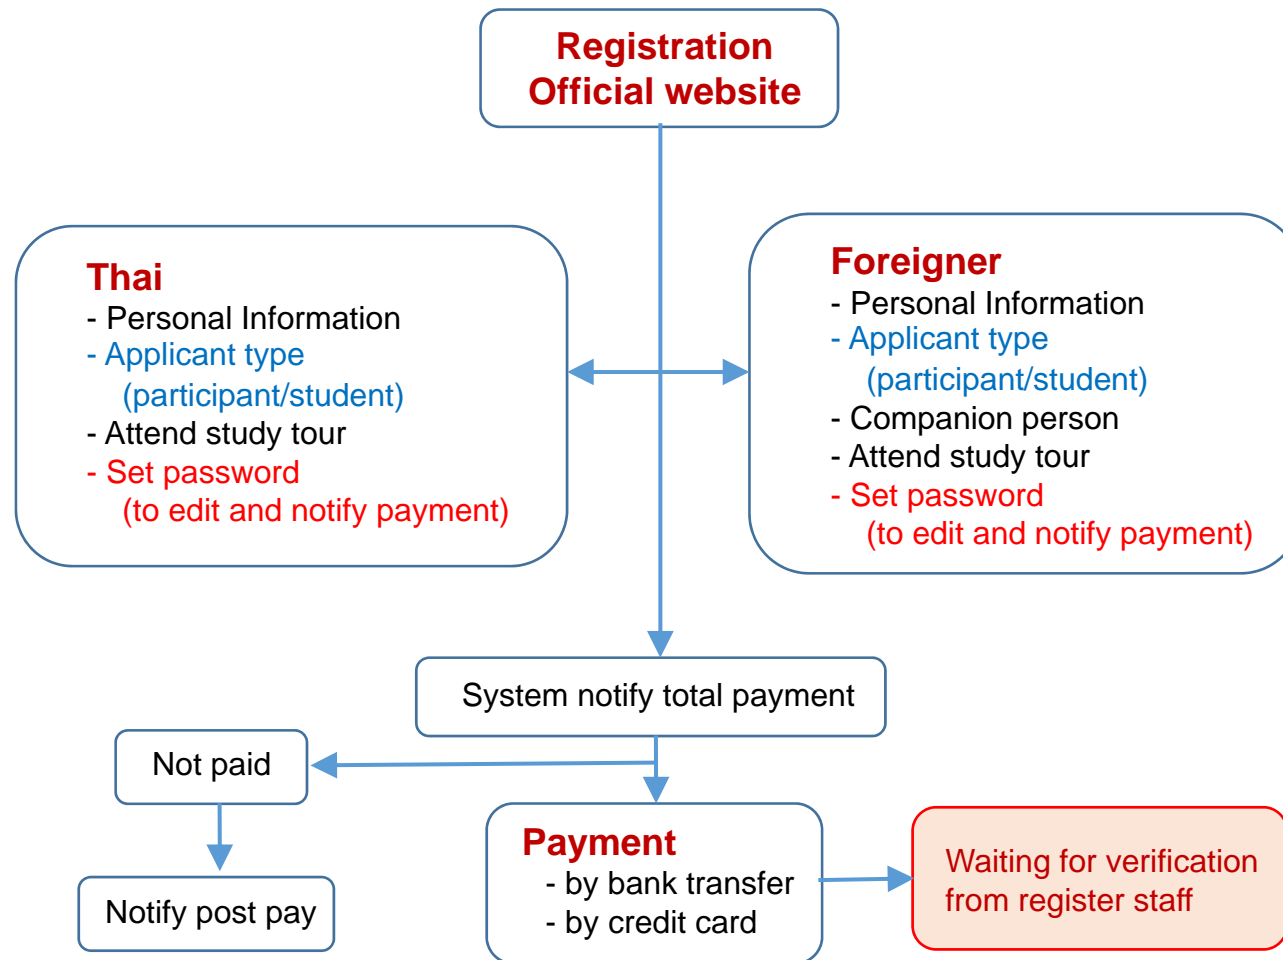 Registration
Official website
Thai
- Personal Information
- Applicant type
(participant/student)
- Attend study tour
- Set password
(to edit and notify payment)
Foreigner
- Personal Information
- Applicant type
(participant/student)
- Companion person
- Attend study tour
- Set password
(to edit and notify payment)
System notify total payment
Not paid
Notify post pay
Payment
- by bank transfer
- by credit card
Waiting for verification
from register staff